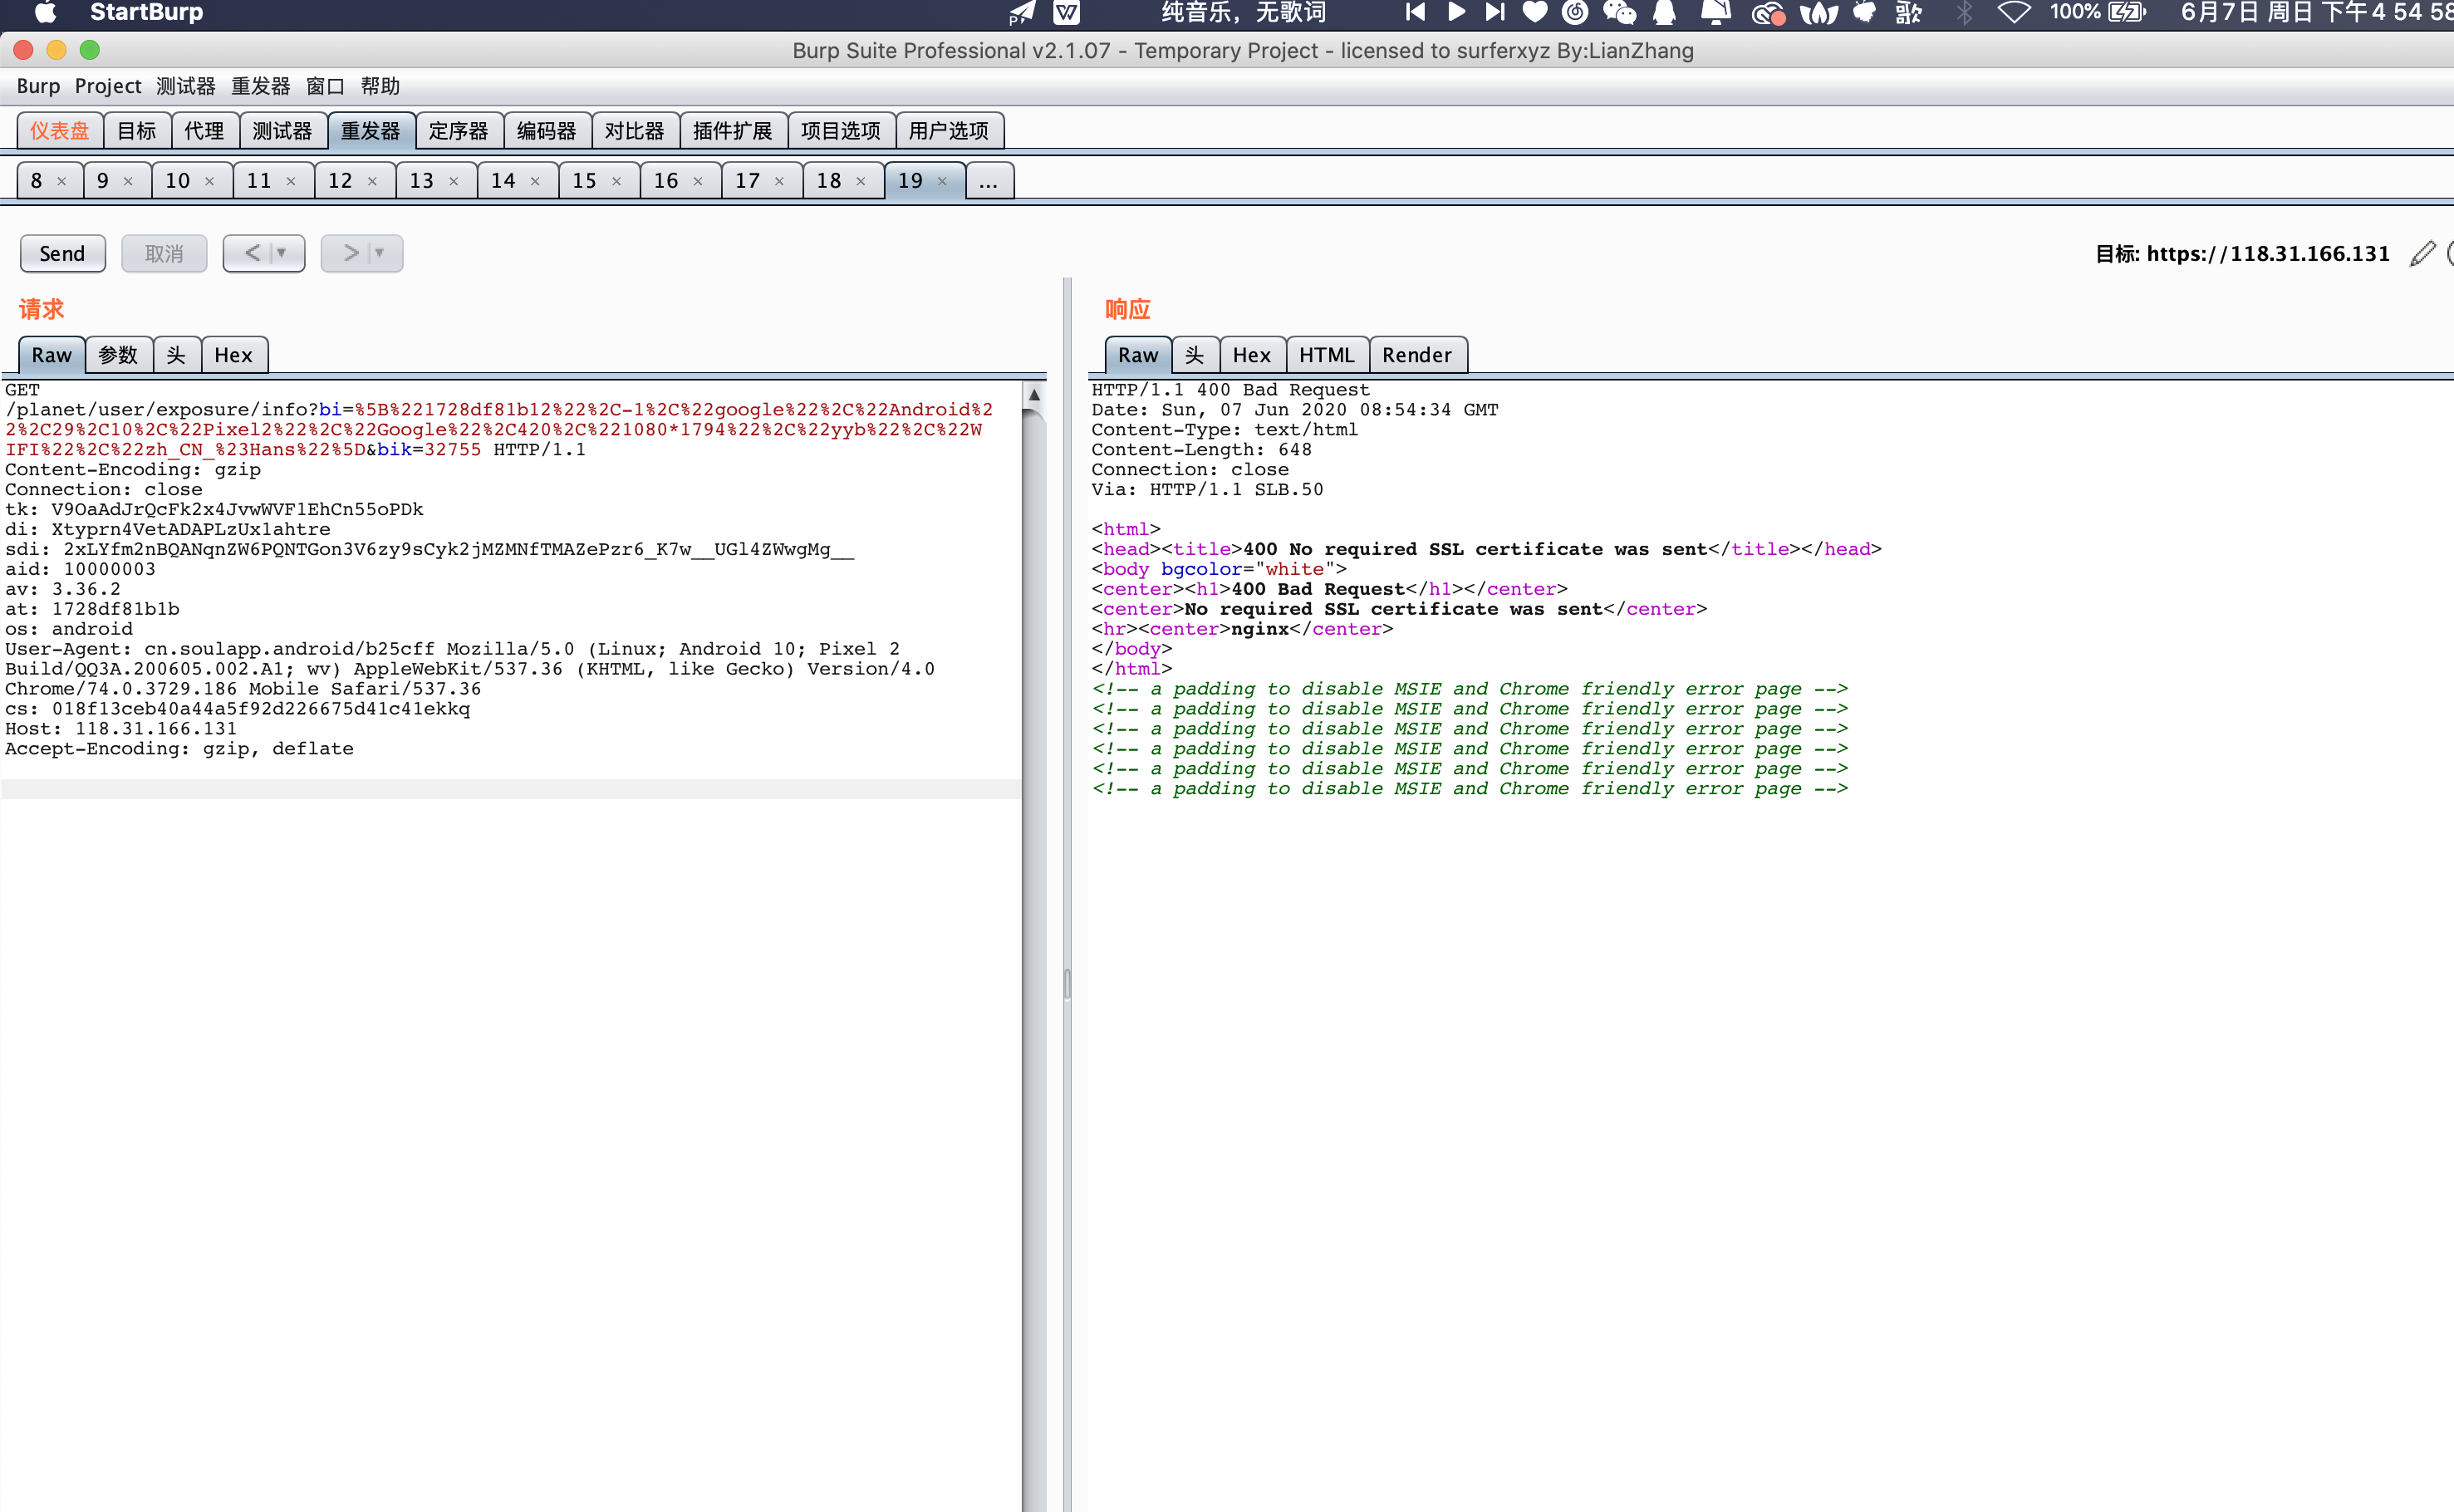 StartBurp 纯音乐，无歌词 100% 6月7日 周日 下午4 54 58
Burp Suite Professional v2.1.07 - Temporary Project - licensed to surferxyz By:LianZhang
Burp Project 测试器 重发器 窗口 帮助
仪表盘 目标 代理 测试器 重发器 定序器 编码器 对比器 插件扩展 项目选项 用户选项
8 × 9 × 10 × 11 × 12 × 13 × 14 × 15 × 16 × 17 × 18 × 19 × ...
Send 取消 < > 目标: https://118.31.166.131
请求
Raw 参数 头 Hex
GET
/planet/user/exposure/info?bi=%5B%221728df81b12%22%2C-1%2C%22google%22%2C%22Android%2
2%2C29%2C10%2C%22Pixel2%22%2C%22Google%22%2C420%2C%221080*1794%22%2C%22yyb%22%2C%22W
IFI%22%2C%22zh_CN_%23Hans%22%5D&bik=32755 HTTP/1.1
Content-Encoding: gzip
Connection: close
tk: V9OaAdJrQcFk2x4JvwWVF1EhCn55oPDk
di: Xtyprn4VetADAPLzUx1ahtre
sdi: 2xLYfm2nBQANqnZW6PQNTGon3V6zy9sCyk2jMZMNfTMAZePzr6_K7w__UGl4ZWwgMg__
aid: 10000003
av: 3.36.2
at: 1728df81b1b
os: android
User-Agent: cn.soulapp.android/b25cff Mozilla/5.0 (Linux; Android 10; Pixel 2
Build/QQ3A.200605.002.A1; wv) AppleWebKit/537.36 (KHTML, like Gecko) Version/4.0
Chrome/74.0.3729.186 Mobile Safari/537.36
cs: 018f13ceb40a44a5f92d226675d41c41ekkq
Host: 118.31.166.131
Accept-Encoding: gzip, deflate
响应
Raw 头 Hex HTML Render
HTTP/1.1 400 Bad Request
Date: Sun, 07 Jun 2020 08:54:34 GMT
Content-Type: text/html
Content-Length: 648
Connection: close
Via: HTTP/1.1 SLB.50
<html>
<head><title>400 No required SSL certificate was sent</title></head>
<body bgcolor="white">
<center><h1>400 Bad Request</h1></center>
<center>No required SSL certificate was sent</center>
<hr><center>nginx</center>
</body>
</html>
<!-- a padding to disable MSIE and Chrome friendly error page -->
<!-- a padding to disable MSIE and Chrome friendly error page -->
<!-- a padding to disable MSIE and Chrome friendly error page -->
<!-- a padding to disable MSIE and Chrome friendly error page -->
<!-- a padding to disable MSIE and Chrome friendly error page -->
<!-- a padding to disable MSIE and Chrome friendly error page -->